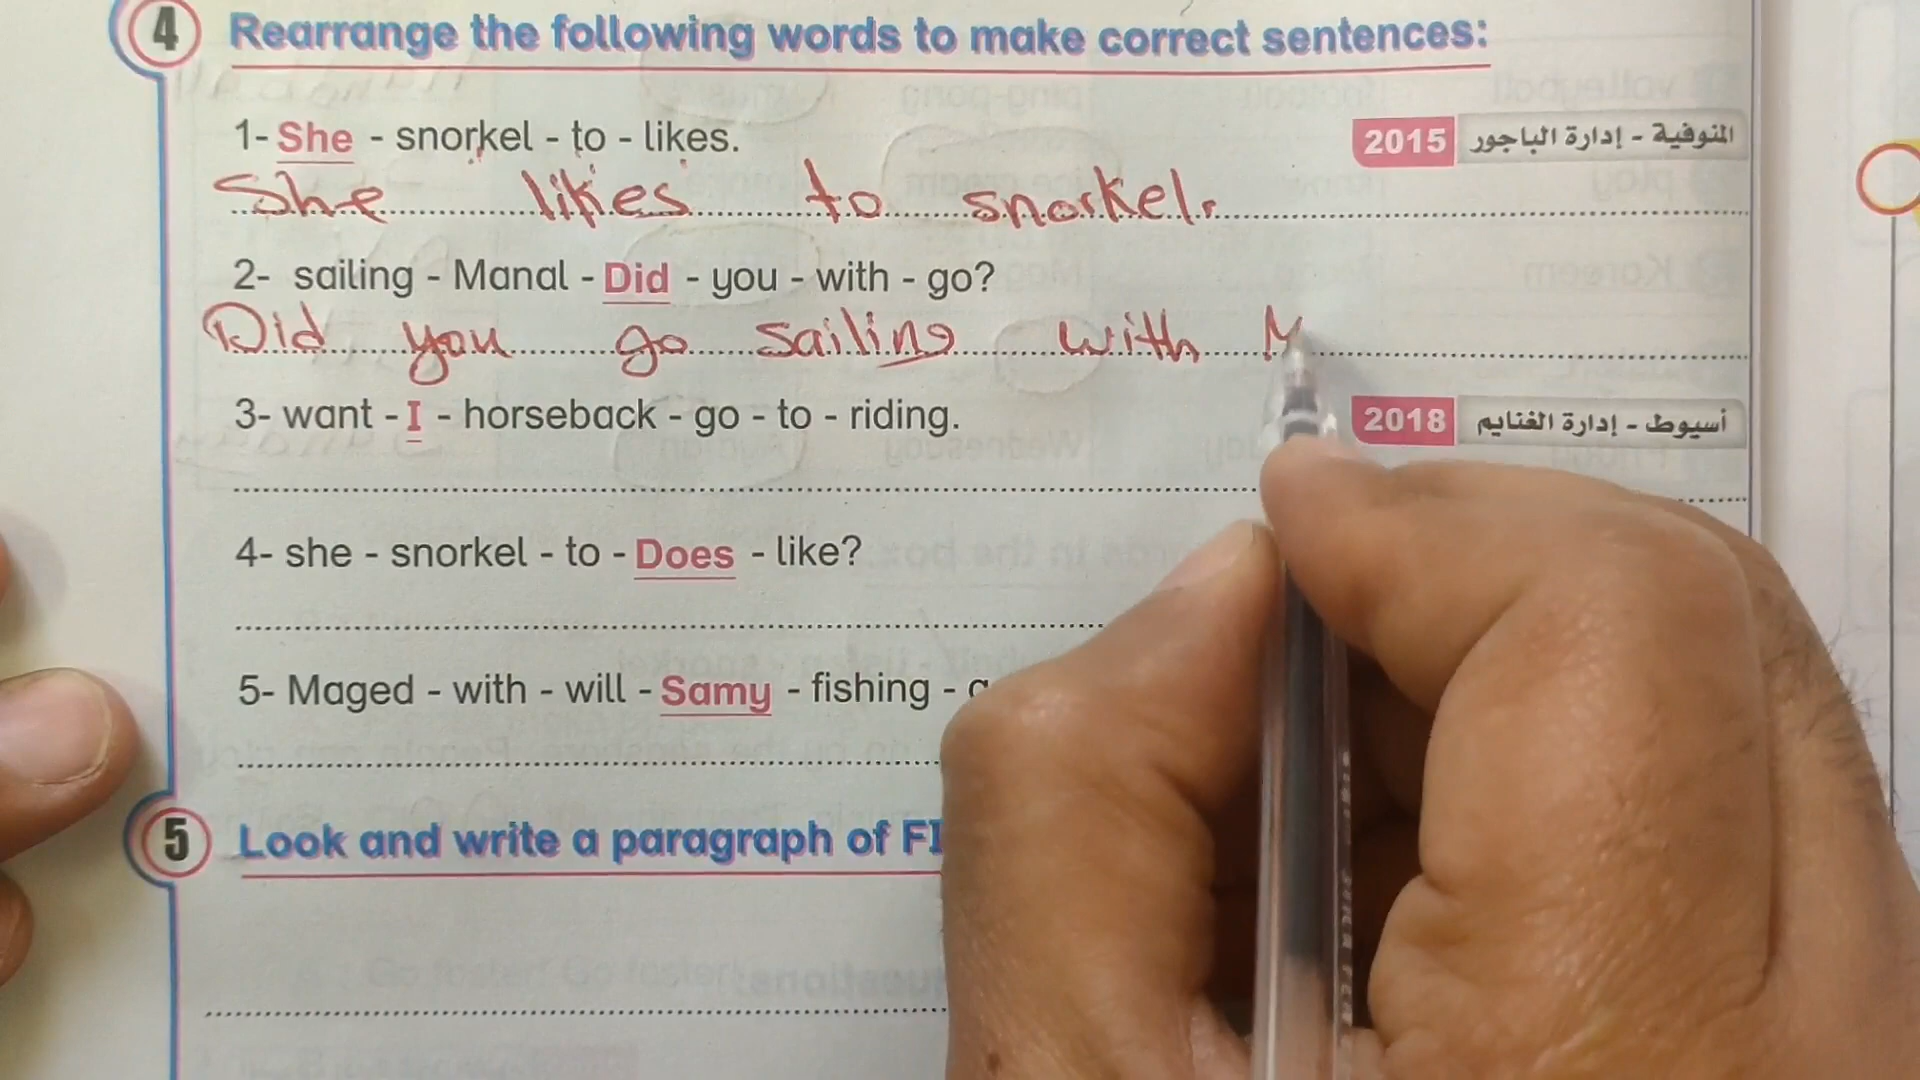 4 Rearrange the following words to make correct sentences:
1- She - snorkel - to - likes.
2015 المنوفية - إدارة الباجور
She likes to snorkel.
2- sailing - Manal - Did - you - with - go?
Did you go sailing with M
3- want - I - horseback - go - to - riding.
2018 أسيوط - إدارة الغنايم
4- she - snorkel - to - Does - like?
5- Maged - with - will - Samy - fishing -
5 Look and write a paragraph of